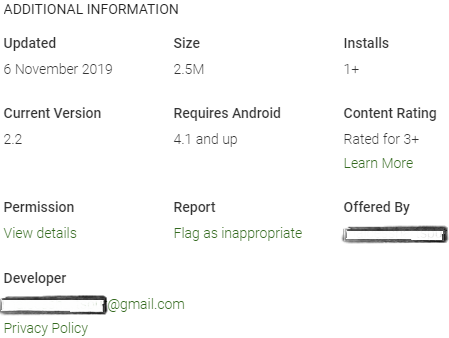 ADDITIONAL INFORMATION
Updated Size Installs
6 November 2019 2.5M 1+
Current Version Requires Android Content Rating
2.2 4.1 and up Rated for 3+
Learn More
Permission Report Offered By
View details Flag as inappropriate
Developer
@gmail.com
Privacy Policy